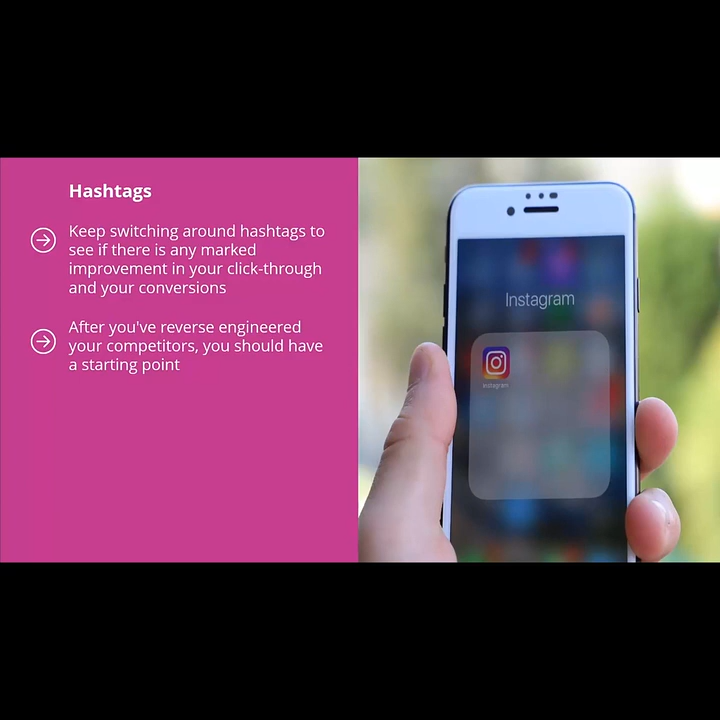 Hashtags
Keep switching around hashtags to
see if there is any marked
improvement in your click-through
and your conversions
After you've reverse engineered
your competitors, you should have
a starting point
Instagram
Instagram